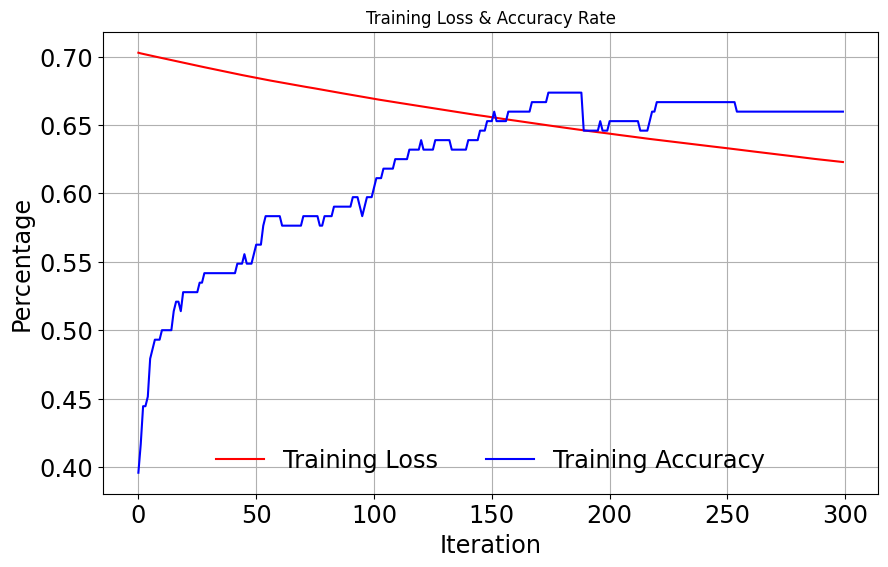 Training Loss & Accuracy Rate
0.70
0.65
0.60
0.55
0.50
0.45
0.40
Percentage
Training Loss
Training Accuracy
0 50 100 150 200 250 300
Iteration